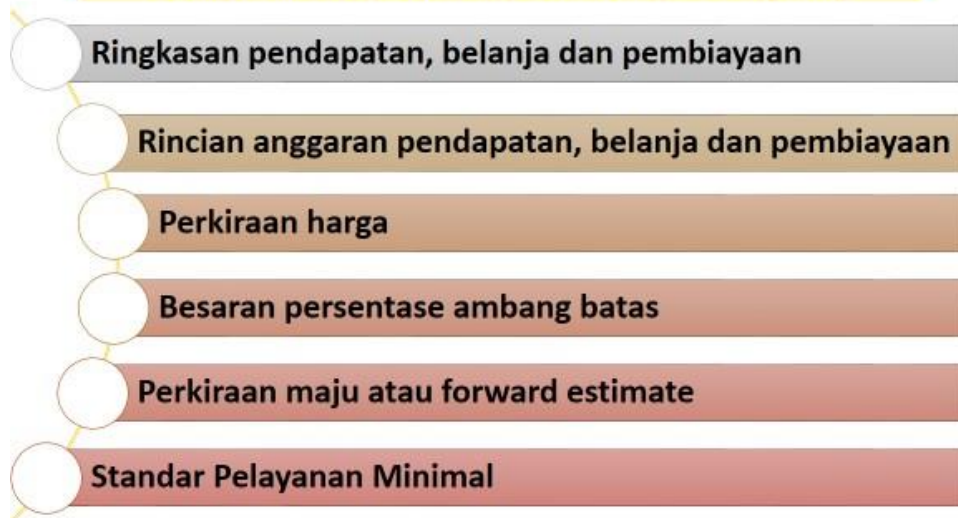 Ringkasan pendapatan, belanja dan pembiayaan
Rincian anggaran pendapatan, belanja dan pembiayaan
Perkiraan harga
Besaran persentase ambang batas
Perkiraan maju atau forward estimate
Standar Pelayanan Minimal